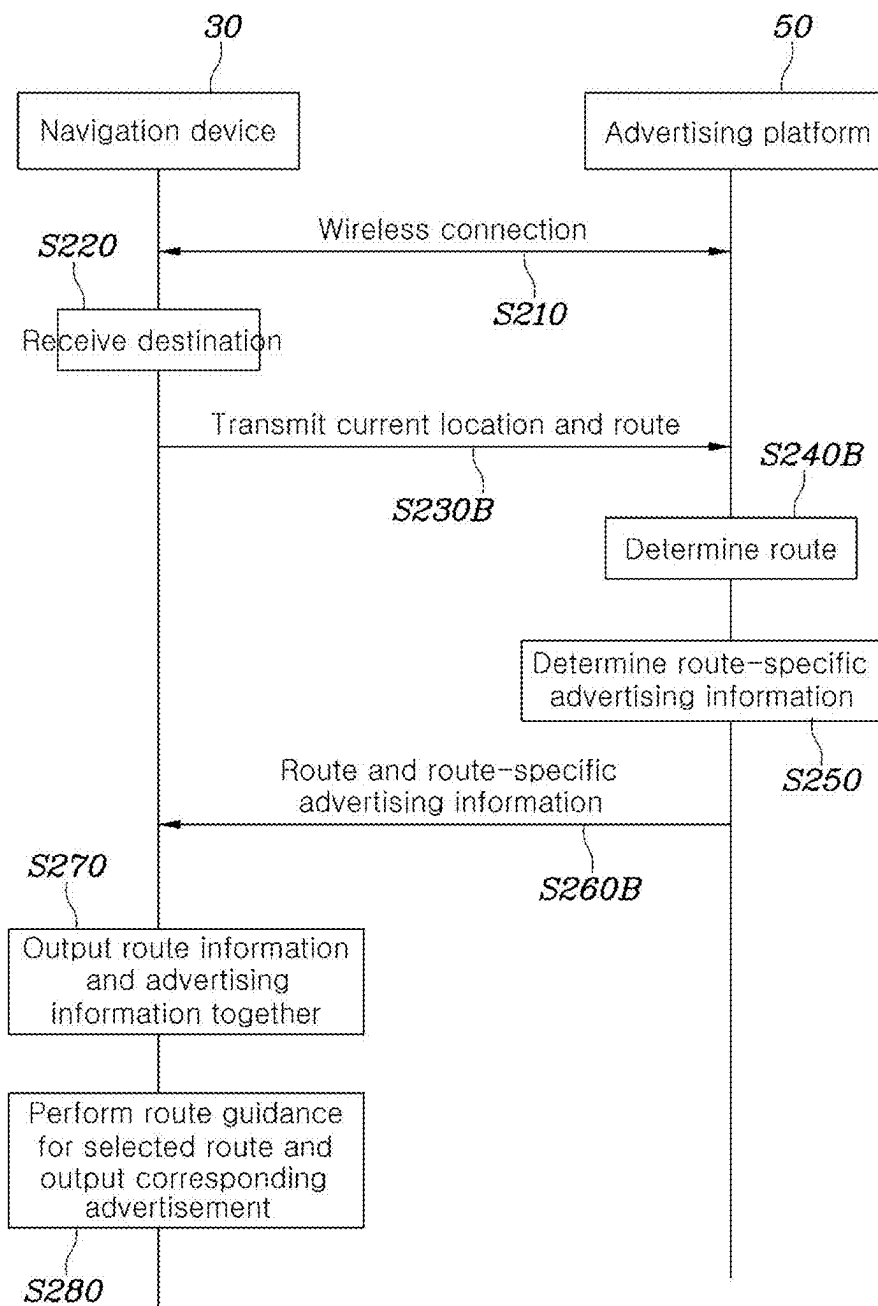 30
50
Navigation device
Advertising platform
Wireless connection
S220
S210
Receive destination
Transmit current location and route
S240B
S230B
Determine route
Determine route-specific
advertising information
Route and route-specific
advertising information
S250
S270
S260B
Output route information
and advertising
information together
Perform route guidance
for selected route and
output corresponding
advertisement
S280